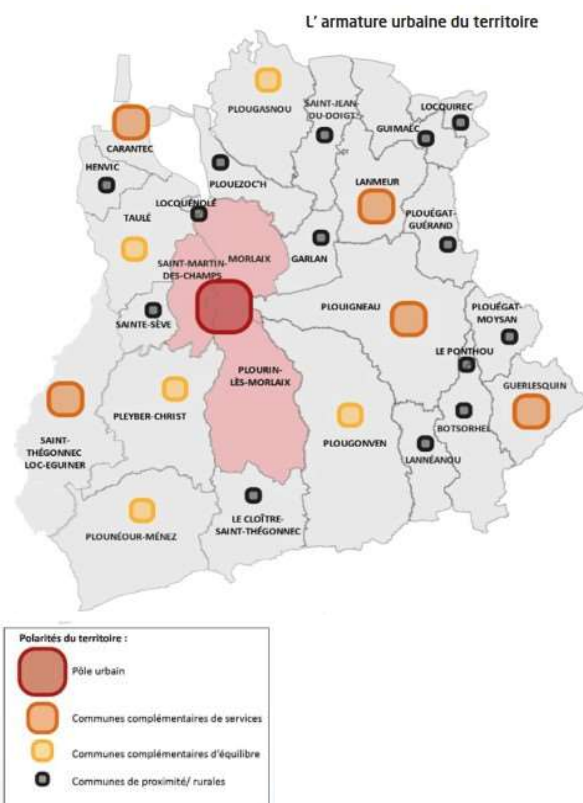 L' armature urbaine du territoire
PLOUGASNOU
SAINT-JEAN-
DU-DOIGT
LOCQUIREC
GUIMAËC
CARANTEC
HENVIC
PLOUEZOC'H
LANMEUR
LOCQUÉNOLÉ
TAULÉ
PLOUÉGAT-
GUÉRAND
MORLAIX
GARLAN
SAINT-MARTIN-
DES-CHAMPS
SAINTE-SÈVE
PLOUIGNEAU
PLOUÉGAT-
MOYSAN
LE PONTHOU
PLOURIN-
LÈS-MORLAIX
GUERLESQUIN
PLEYBER-CHRIST
BOTSORHEL
SAINT-
THÉGONNEC
LOC-EGUINER
PLOUGONVEN
LANNÉANOU
LE CLOÎTRE-
SAINT-THÉGONNEC
PLOUNÉOUR-MÉNEZ
Polarités du territoire :
Pôle urbain
Communes complémentaires de services
Communes complémentaires d'équilibre
Communes de proximité/ rurales